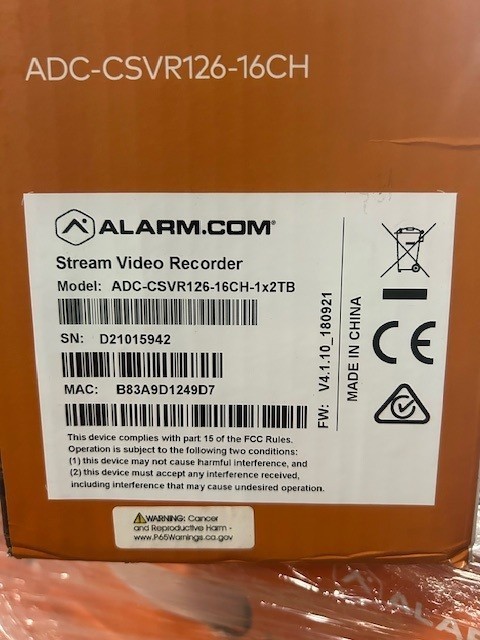 ADC-CSVR126-16CH
ALARM.COM®
Stream Video Recorder
Model: ADC-CSVR126-16CH-1x2TB
SN: D21015942
MAC: B83A9D1249D7
This device complies with part 15 of the FCC Rules.
Operation is subject to the following two conditions:
(1) this device may not cause harmful interference, and
(2) this device must accept any interference received,
including interference that may cause undesired operation.
FW: V4.1.10_180921
MADE IN CHINA
CE
WARNING: Cancer
and Reproductive Harm -
www.P65Warnings.ca.gov
ALA